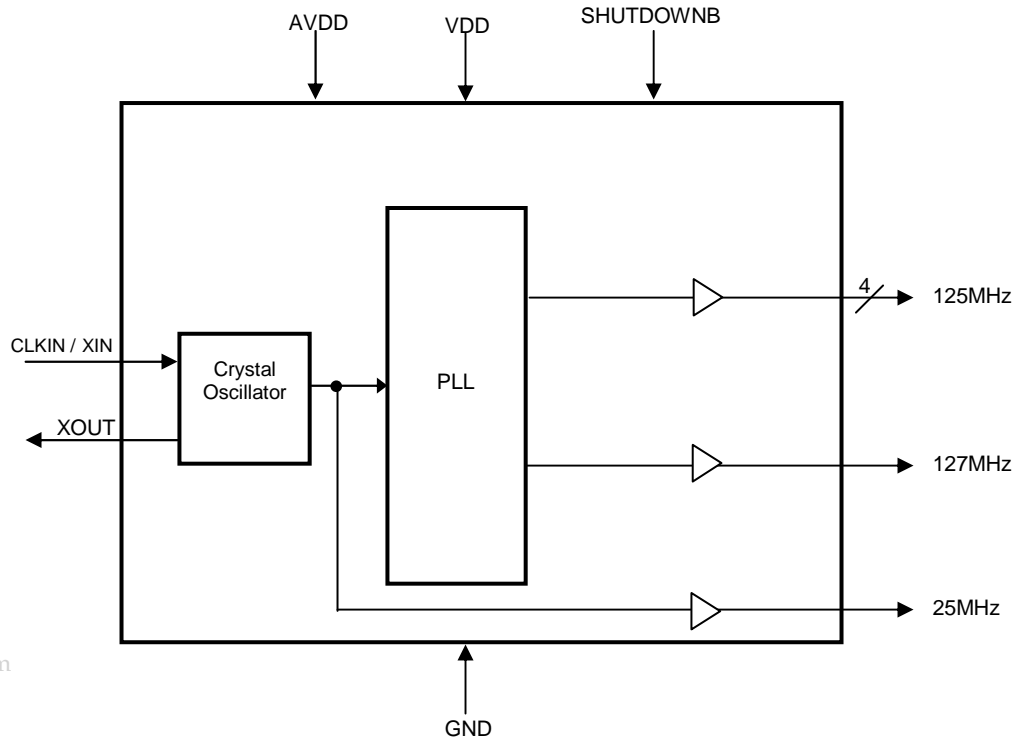 AVDD
VDD
SHUTDOWNB
4
125MHz
CLKIN / XIN
Crystal
Oscillator
PLL
XOUT
127MHz
25MHz
GND